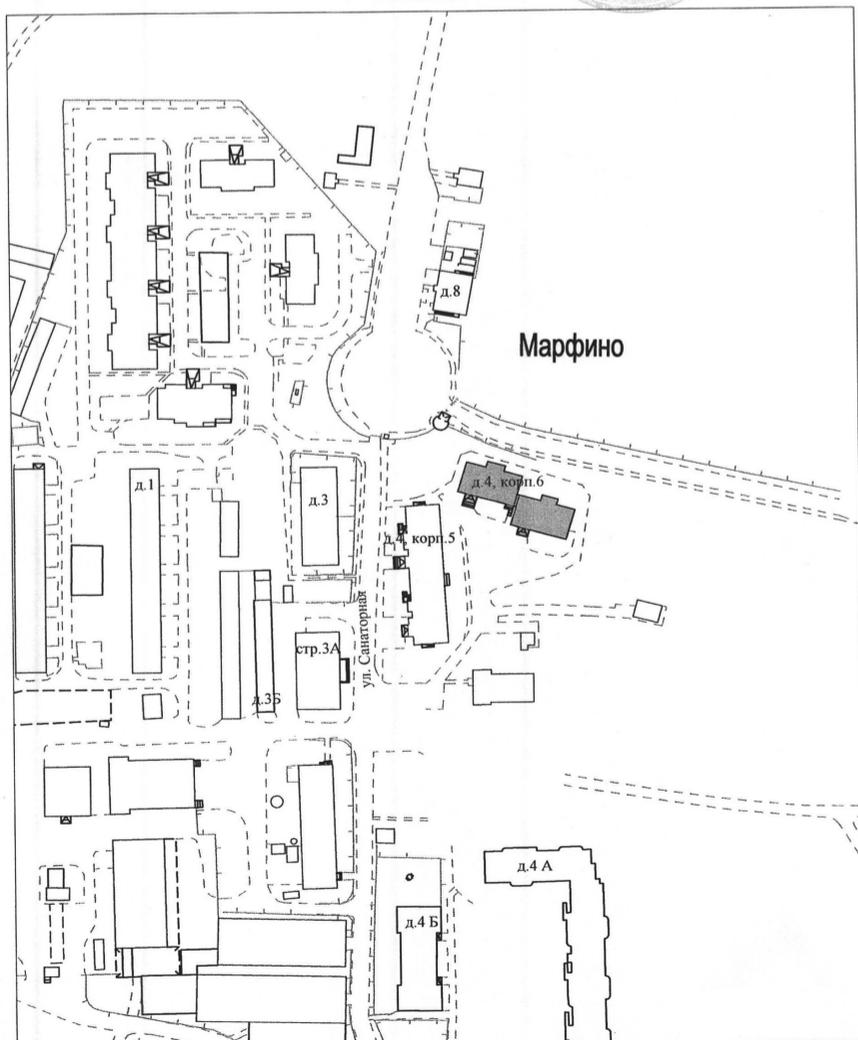 д.8
Марфино
д.4, корп.6
д.1
д.3
д.4, корп.5
ул. Санаторная
стр.3А
д.3Б
д.4 А
д.4 Б